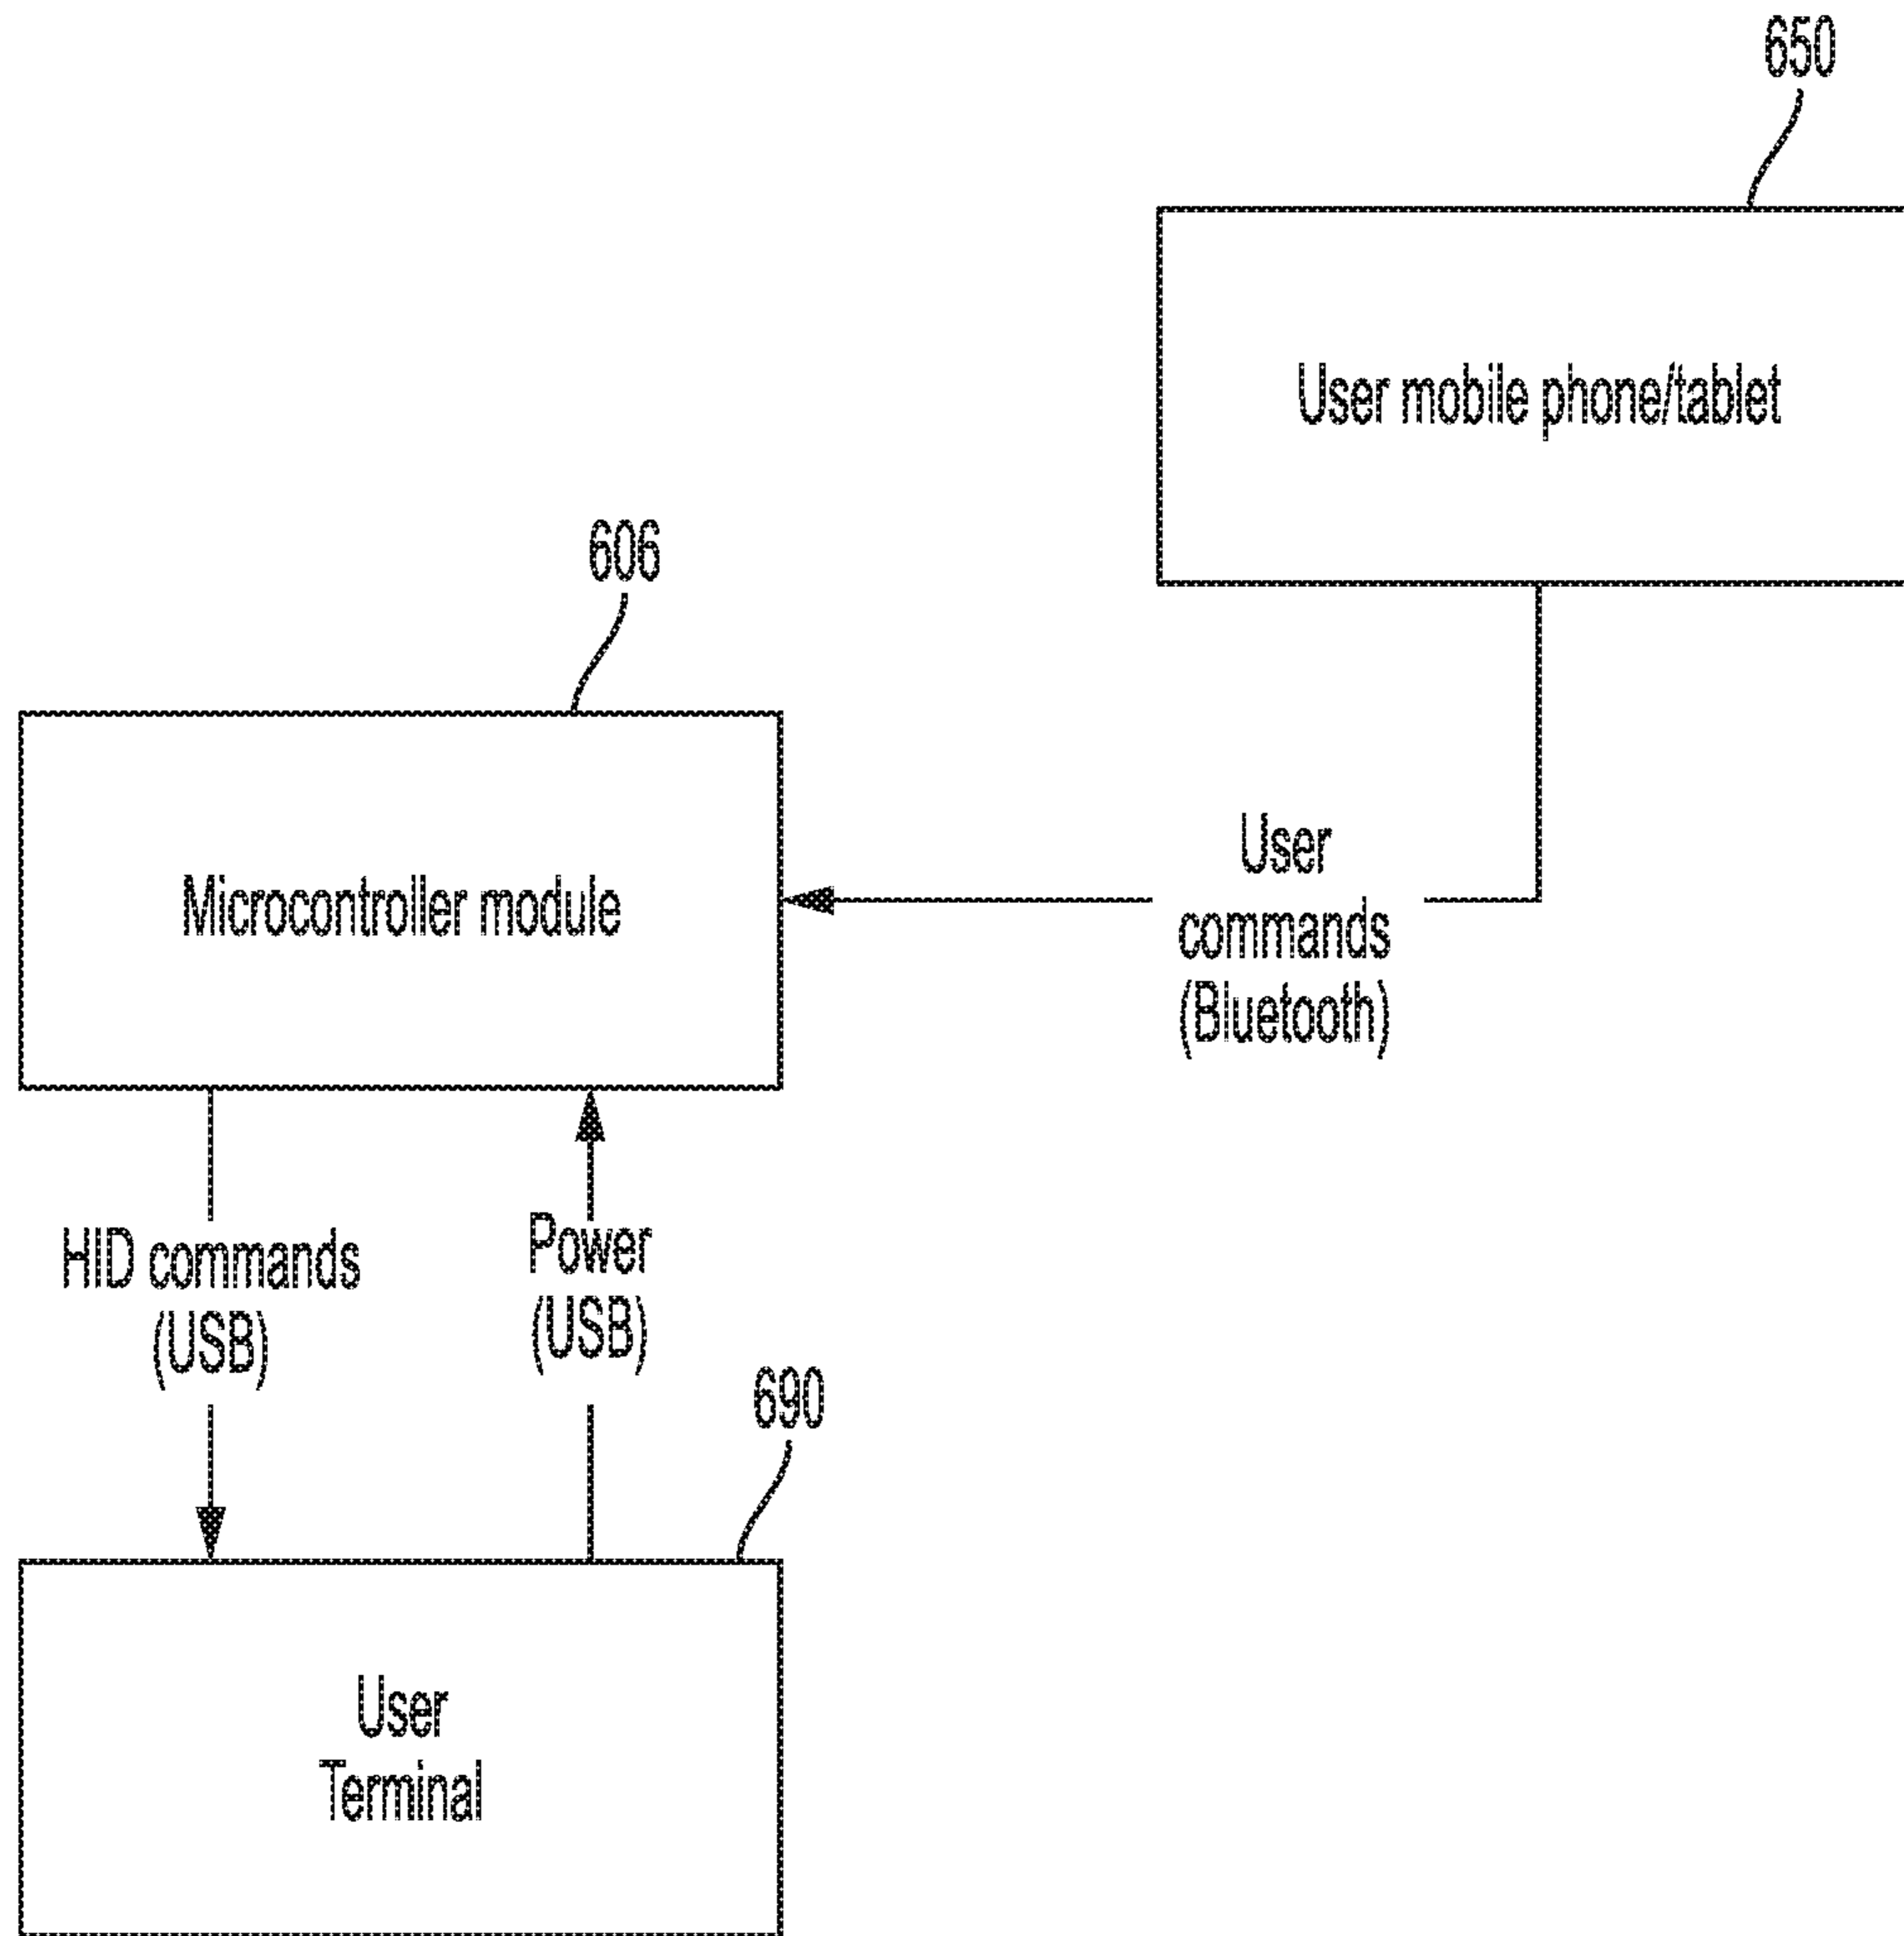 650
User mobile phone/tablet
606
Microcontroller module
User
commands
(Bluetooth)
HID commands
(USB)
Power
(USB)
690
User
Terminal